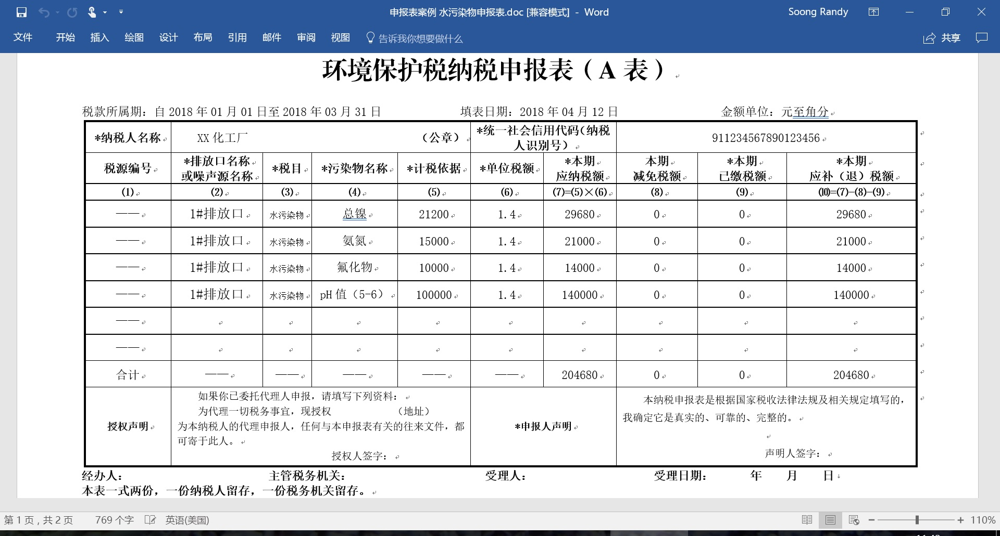 申报表案例 水污染物申报表.doc [兼容模式] - Word
Soong Randy
文件 开始 插入 绘图 设计 布局 引用 邮件 审阅 视图 告诉我你想要做什么 共享
环境保护税纳税申报表（A 表）
税款所属期：自 2018 年 01 月 01 日至 2018 年 03 月 31 日 填表日期：2018 年 04 月 12 日 金额单位：元至角分
*纳税人名称 XX 化工厂 （公章） *统一社会信用代码（纳税人识别号） 911234567890123456
税源编号 *排放口名称或噪声源名称 *税目 *污染物名称 *计税依据 *单位税额 *本期应纳税额 本期减免税额 *本期已缴税额 *本期应补（退）税额
(1) (2) (3) (4) (5) (6) (7)=(5)×(6) (8) (9) (10)=(7)-(8)-(9)
—— 1#排放口 水污染物 总镍 21200 1.4 29680 0 0 29680
—— 1#排放口 水污染物 氨氮 15000 1.4 21000 0 0 21000
—— 1#排放口 水污染物 氟化物 10000 1.4 14000 0 0 14000
—— 1#排放口 水污染物 pH 值（5-6） 100000 1.4 140000 0 0 140000
——
——
合计 —— —— —— —— —— 204680 0 0 204680
授权声明
如果你已委托代理人申报，请填写下列资料：
为代理一切税务事宜，现授权 （地址）
为本纳税人的代理申报人，任何与本申报表有关的往来文件，都
可寄于此人。
授权人签字：
*申报人声明
本纳税申报表是根据国家税收法律法规及相关规定填写的，
我确定它是真实的、可靠的、完整的。
声明人签字：
经办人： 主管税务机关： 受理人： 受理日期： 年 月 日
本表一式两份，一份纳税人留存，一份税务机关留存。
第 1 页，共 2 页 769 个字 英语(美国) 110%